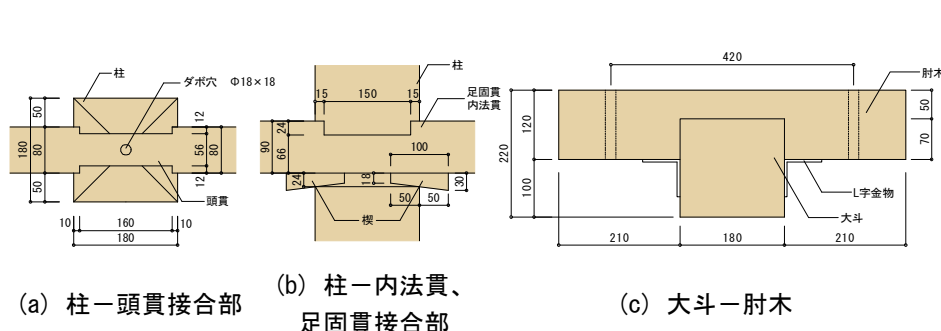 柱
ダボ穴 Φ18×18
50
180
80
50
12
56
80
12
頭貫
10
160
10
180
(a) 柱－頭貫接合部
柱
15
150
15
足固貫
内法貫
90
24
66
100
24
18
30
50
50
楔
(b) 柱－内法貫、
足固貫接合部
420
肘木
220
120
100
50
70
L字金物
大斗
210
180
210
(c) 大斗－肘木